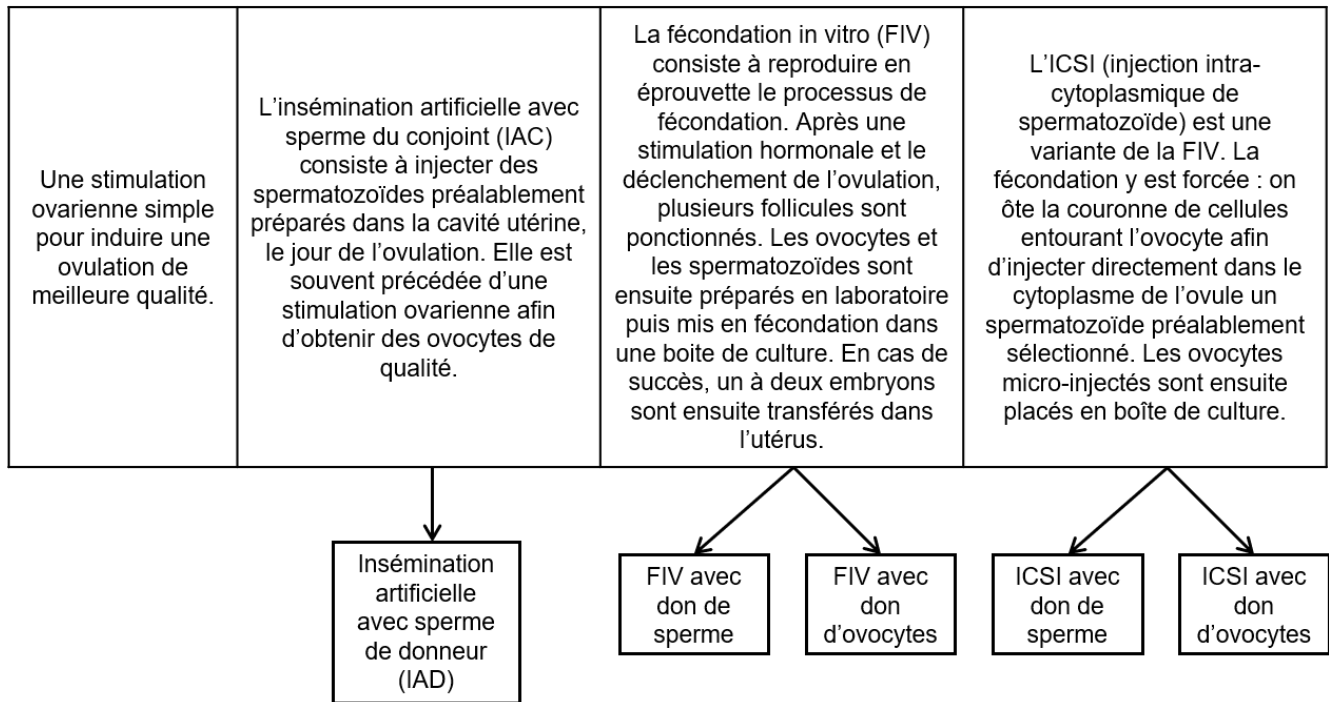 Une stimulation
ovarienne simple
pour induire une
ovulation de
meilleure qualité.
L’insémination artificielle avec
sperme du conjoint (IAC)
consiste à injecter des
spermatozoïdes préalablement
préparés dans la cavité utérine,
le jour de l’ovulation. Elle est
souvent précédée d’une
stimulation ovarienne afin
d’obtenir des ovocytes de
qualité.
La fécondation in vitro (FIV)
consiste à reproduire en
éprouvette le processus de
fécondation. Après une
stimulation hormonale et le
déclenchement de l’ovulation,
plusieurs follicules sont
ponctionnés. Les ovocytes et
les spermatozoïdes sont
ensuite préparés en laboratoire
puis mis en fécondation dans
une boite de culture. En cas de
succès, un à deux embryons
sont ensuite transférés dans
l’utérus.
L’ICSI (injection intra-
cytoplasmique de
spermatozoïde) est une
variante de la FIV. La
fécondation y est forcée : on
ôte la couronne de cellules
entourant l’ovocyte afin
d’injecter directement dans le
cytoplasme de l’ovule un
spermatozoïde préalablement
sélectionné. Les ovocytes
micro-injectés sont ensuite
placés en boîte de culture.
Insémination
artificielle
avec sperme
de donneur
(IAD)
FIV avec
don de
sperme
FIV avec
don
d’ovocytes
ICSI avec
don de
sperme
ICSI avec
don
d’ovocytes